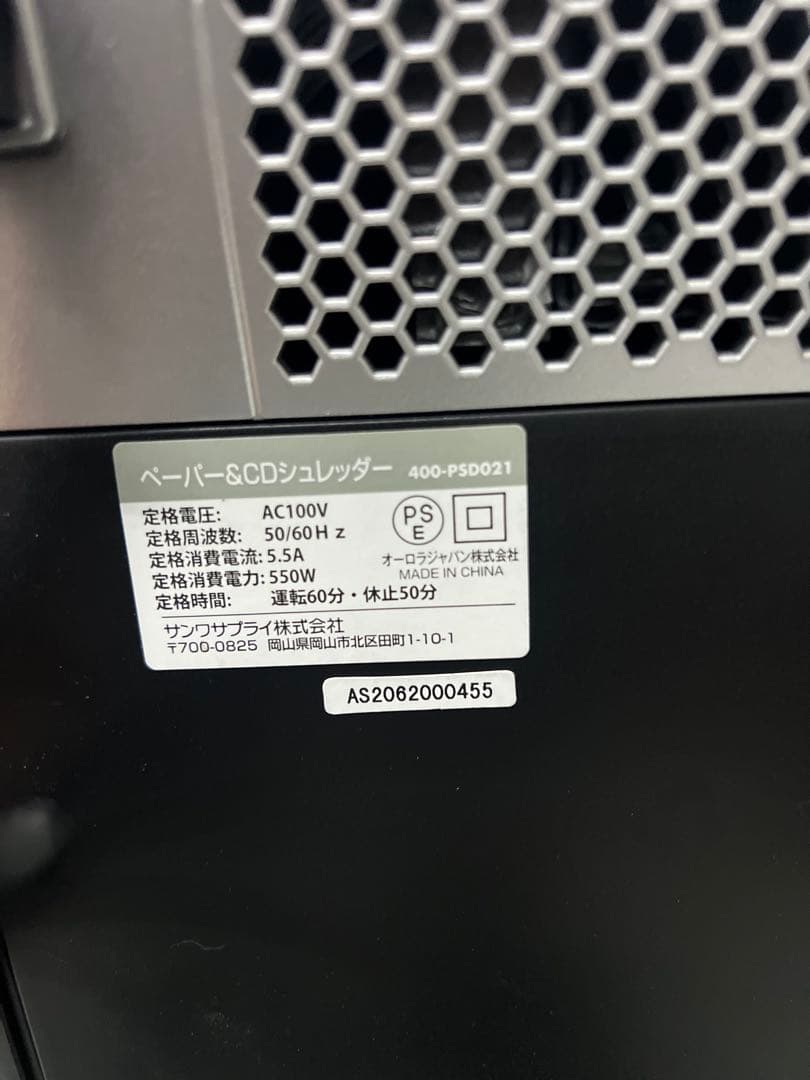 ペーパー&CDシュレッダー 400-PSD021
定格電圧: AC100V
定格周波数: 50/60Hz
定格消費電流: 5.5A
定格消費電力: 550W
定格時間: 運転60分・休止50分
PS
E
オーロラジャパン株式会社
MADE IN CHINA
サンワサプライ株式会社
〒700-0825 岡山県岡山市北区田町1-10-1
AS2062000455